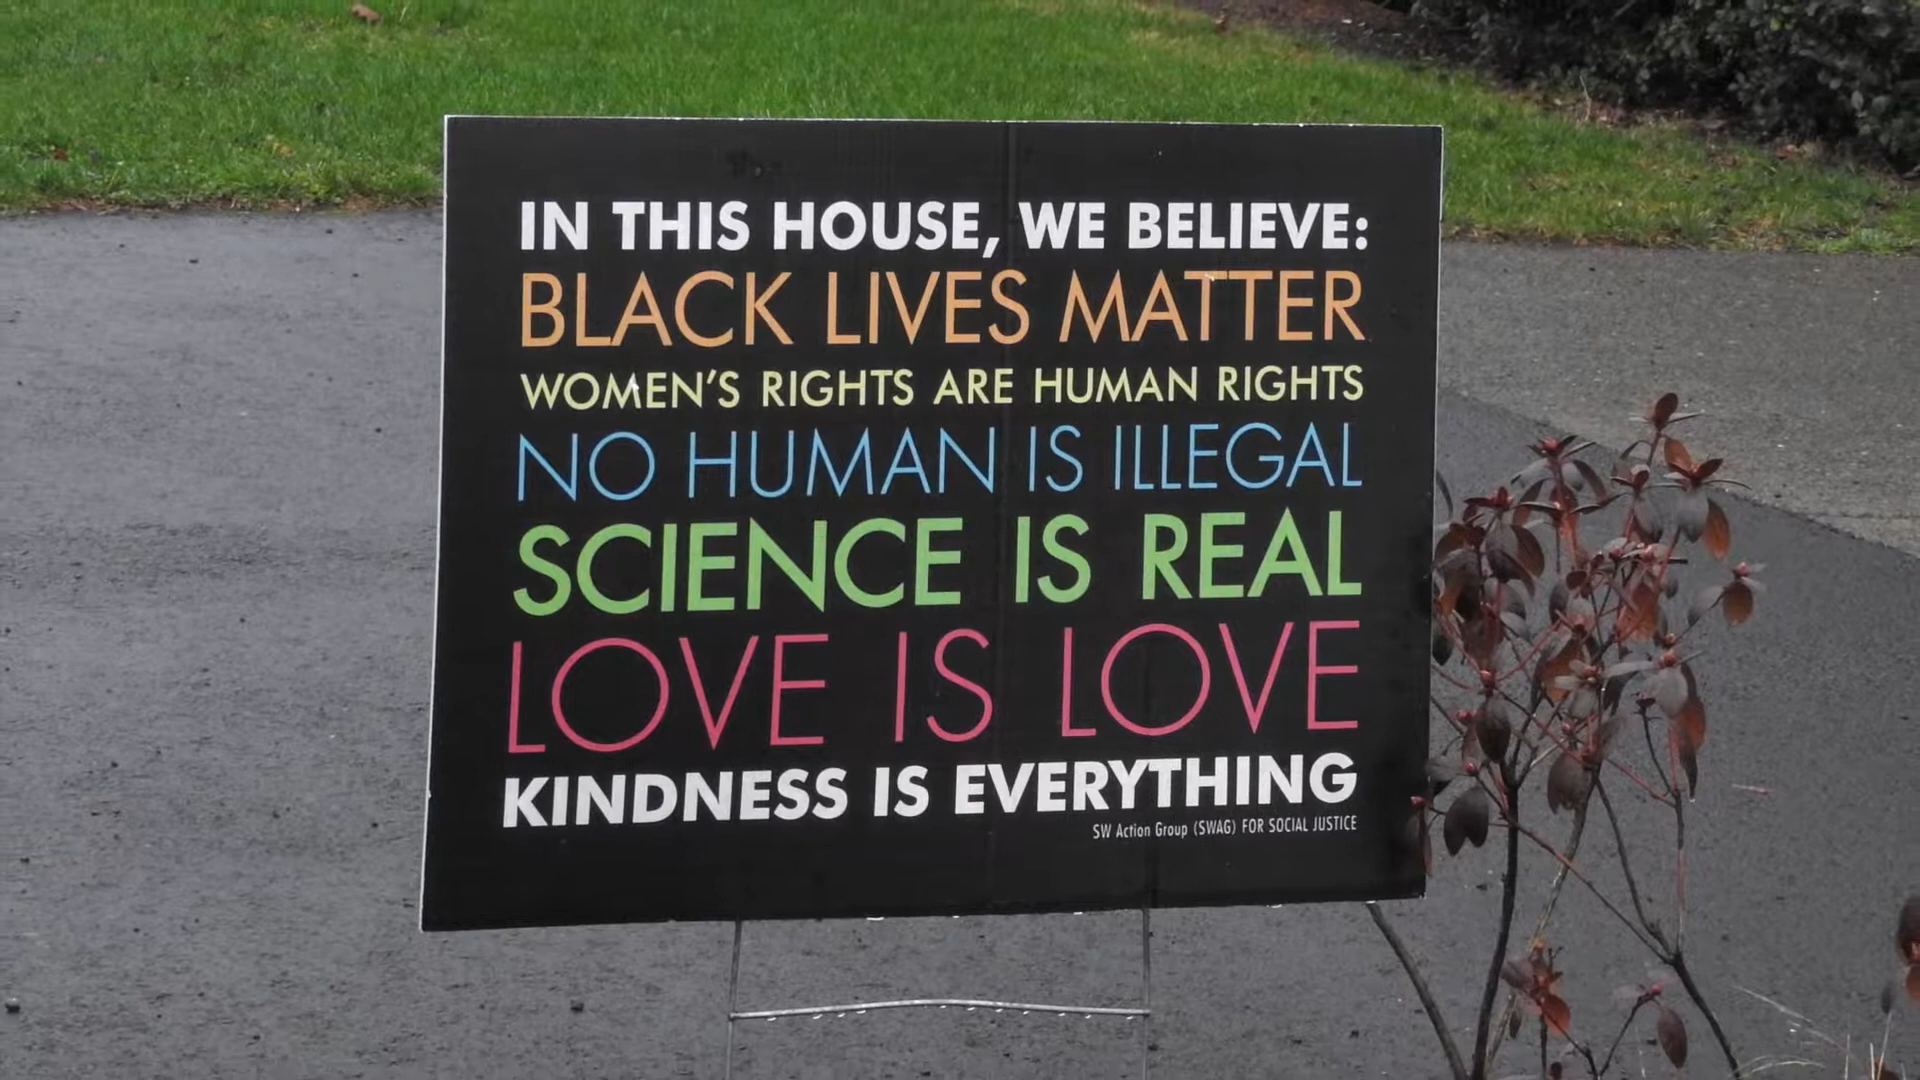 IN THIS HOUSE, WE BELIEVE:
BLACK LIVES MATTER
WOMEN'S RIGHTS ARE HUMAN RIGHTS
NO HUMAN IS ILLEGAL
SCIENCE IS REAL
LOVE IS LOVE
KINDNESS IS EVERYTHING
SW Action Group (SWAG) FOR SOCIAL JUSTICE